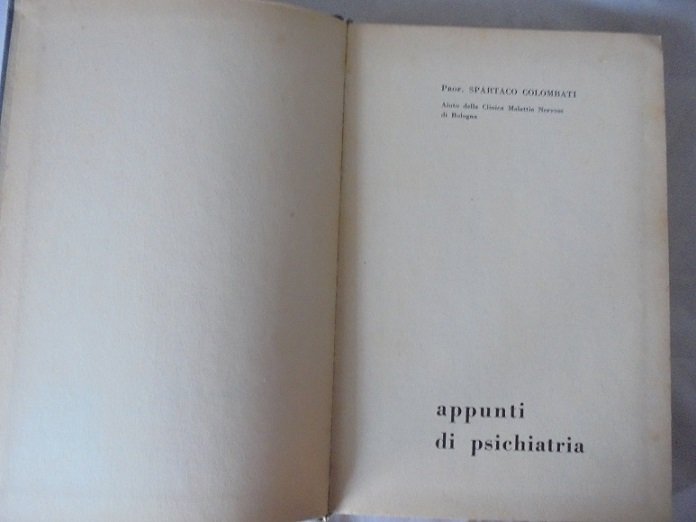 Prof. SPARTACO COLOMBATI
Aiuto della Clinica Malattie Nervose
di Bologna
appunti
di psichiatria